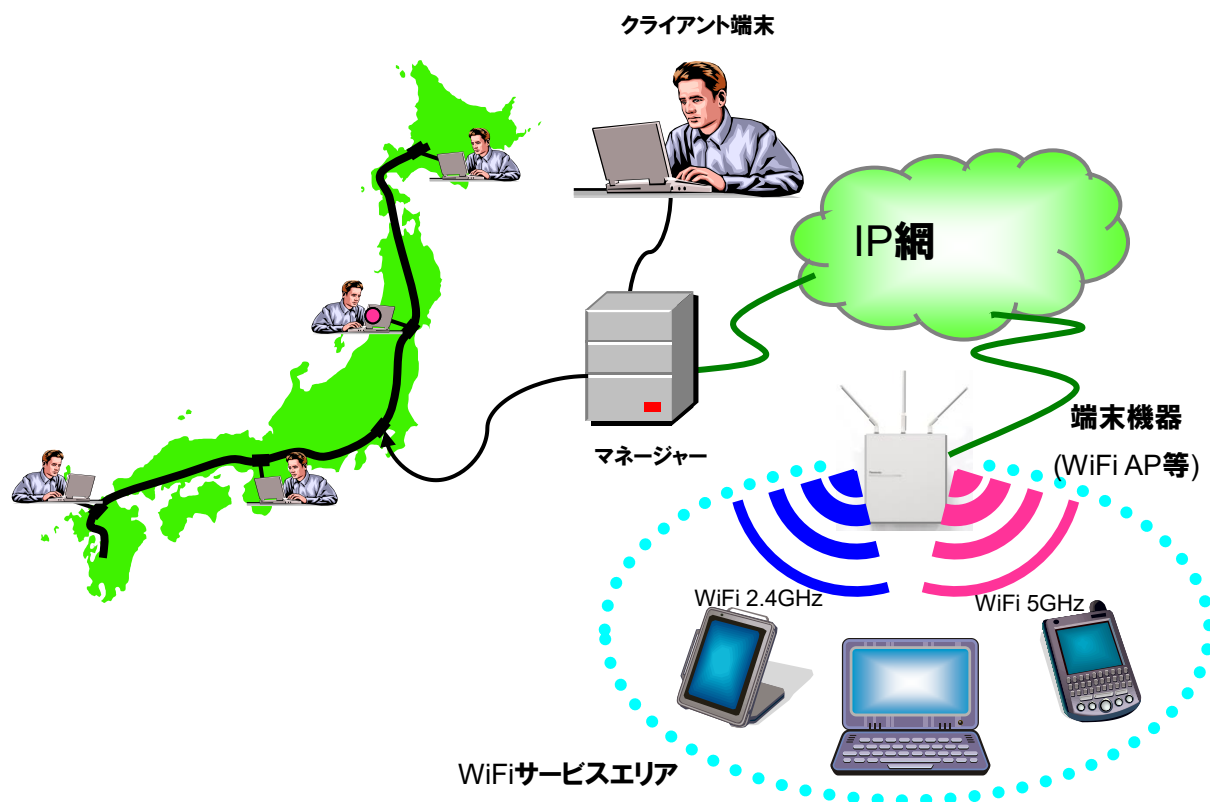 クライアント端末
IP網
マネージャー
端末機器
(WiFi AP等)
WiFi 2.4GHz
WiFi 5GHz
WiFiサービスエリア